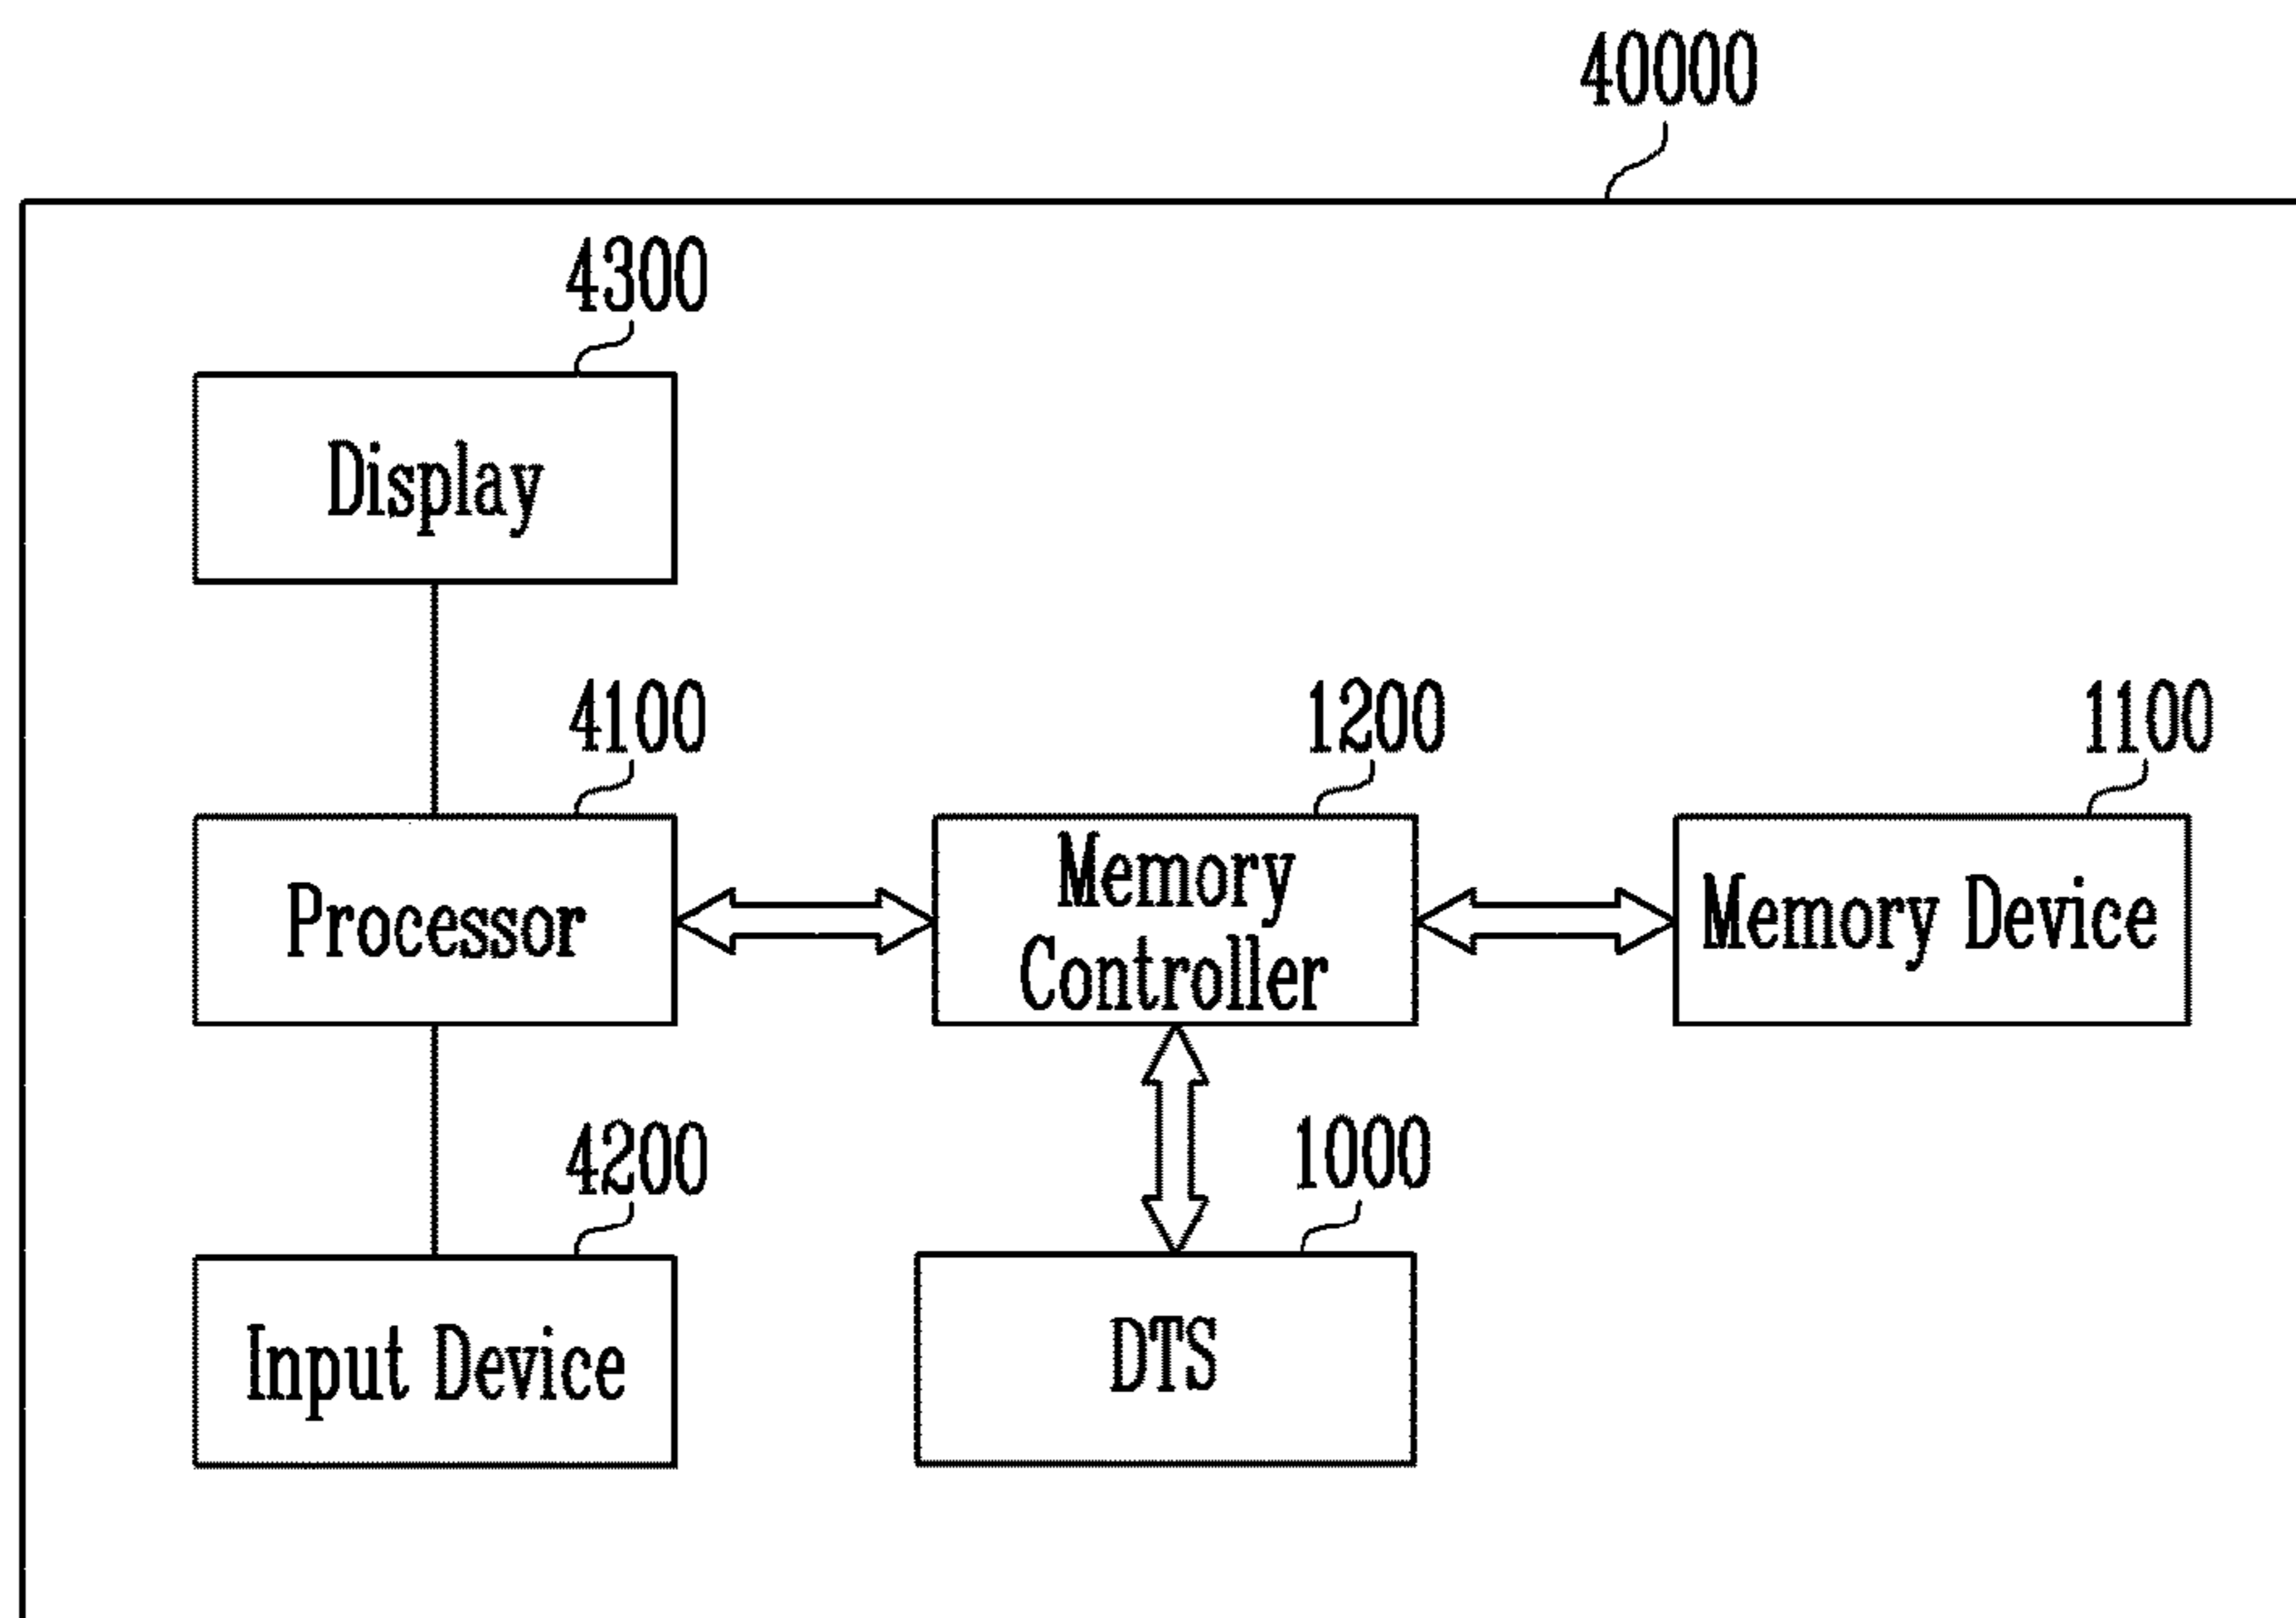 40000
4300
Display
4100
1200
1100
Processor
Memory
Controller
Memory Device
4200
1000
Input Device
DTS